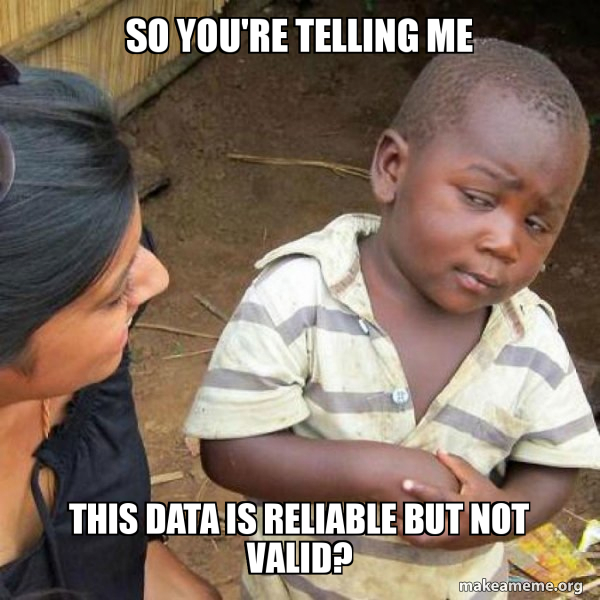 SO YOU'RE TELLING ME
THIS DATA IS RELIABLE BUT NOT
VALID?
makeameme.org